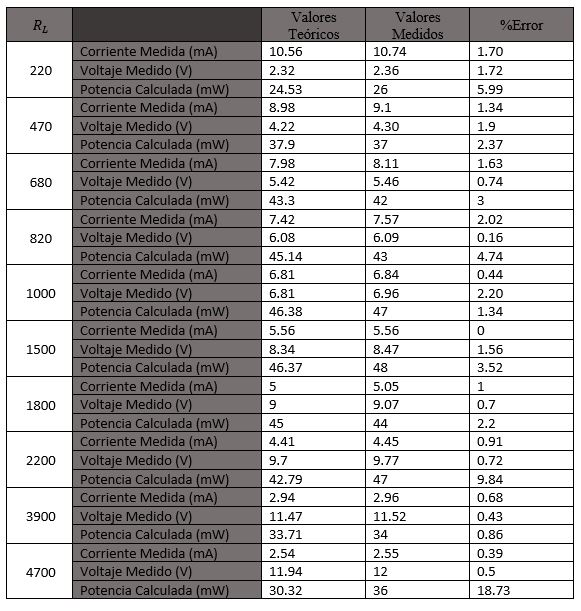 R_L Valores Teóricos Valores Medidos %Error
220 Corriente Medida (mA) 10.56 10.74 1.70
Voltaje Medido (V) 2.32 2.36 1.72
Potencia Calculada (mW) 24.53 26 5.99
470 Corriente Medida (mA) 8.98 9.1 1.34
Voltaje Medido (V) 4.22 4.30 1.9
Potencia Calculada (mW) 37.9 37 2.37
680 Corriente Medida (mA) 7.98 8.11 1.63
Voltaje Medido (V) 5.42 5.46 0.74
Potencia Calculada (mW) 43.3 42 3
820 Corriente Medida (mA) 7.42 7.57 2.02
Voltaje Medido (V) 6.08 6.09 0.16
Potencia Calculada (mW) 45.14 43 4.74
1000 Corriente Medida (mA) 6.81 6.84 0.44
Voltaje Medido (V) 6.81 6.96 2.20
Potencia Calculada (mW) 46.38 47 1.34
1500 Corriente Medida (mA) 5.56 5.56 0
Voltaje Medido (V) 8.34 8.47 1.56
Potencia Calculada (mW) 46.37 48 3.52
1800 Corriente Medida (mA) 5 5.05 1
Voltaje Medido (V) 9 9.07 0.7
Potencia Calculada (mW) 45 44 2.2
2200 Corriente Medida (mA) 4.41 4.45 0.91
Voltaje Medido (V) 9.7 9.77 0.72
Potencia Calculada (mW) 42.79 47 9.84
3900 Corriente Medida (mA) 2.94 2.96 0.68
Voltaje Medido (V) 11.47 11.52 0.43
Potencia Calculada (mW) 33.71 34 0.86
4700 Corriente Medida (mA) 2.54 2.55 0.39
Voltaje Medido (V) 11.94 12 0.5
Potencia Calculada (mW) 30.32 36 18.73